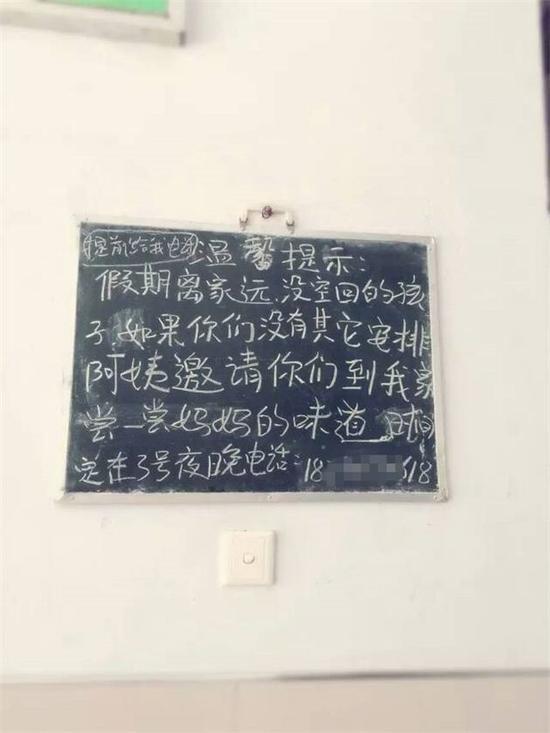 提前给我电话
温馨提示:
假期离家远,没空回的孩
子,如果你们没有其它安排
阿姨邀请你们到我家
尝一尝妈妈的味道 时间
定在3号夜晚电话:18 318